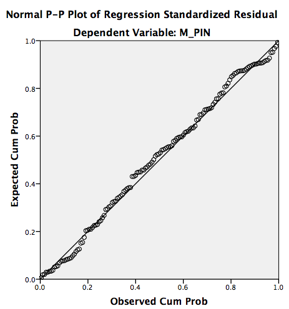 Normal P-P Plot of Regression Standardized Residual
Dependent Variable: M_PIN
Expected Cum Prob
1.0
0.8
0.6
0.4
0.2
0.0
0.0 0.2 0.4 0.6 0.8 1.0
Observed Cum Prob